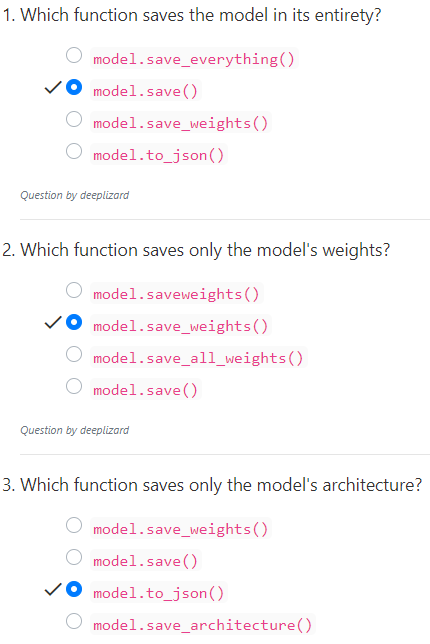 1. Which function saves the model in its entirety?
model.save_everything()
model.save()
model.save_weights()
model.to_json()
Question by deeplizard
2. Which function saves only the model's weights?
model.saveweights()
model.save_weights()
model.save_all_weights()
model.save()
Question by deeplizard
3. Which function saves only the model's architecture?
model.save_weights()
model.save()
model.to_json()
model.save_architecture()